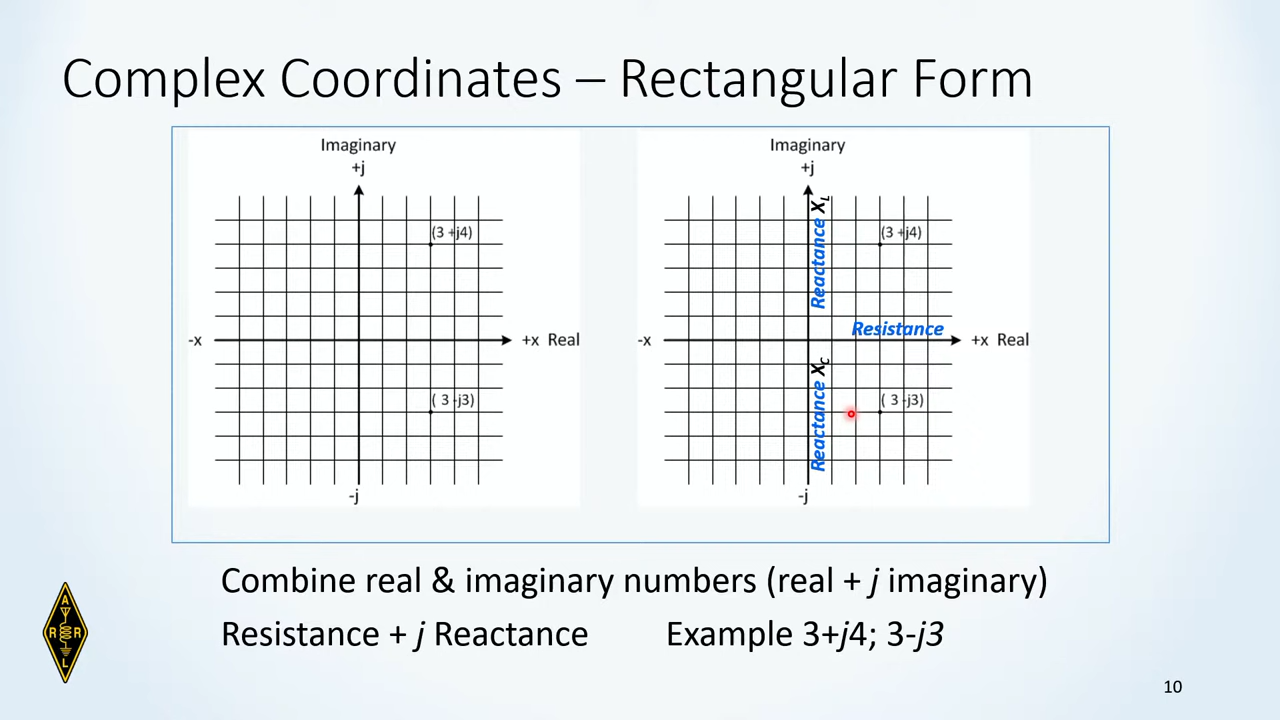 Complex Coordinates – Rectangular Form
Imaginary
+j
(3 +j4)
-x
+x Real
( 3 -j3)
-j
Imaginary
+j
Reactance XL
(3 +j4)
Resistance
-x
+x Real
Reactance XC
( 3 -j3)
-j
Combine real & imaginary numbers (real + j imaginary)
Resistance + j Reactance Example 3+j4; 3-j3
A
R R
L
10